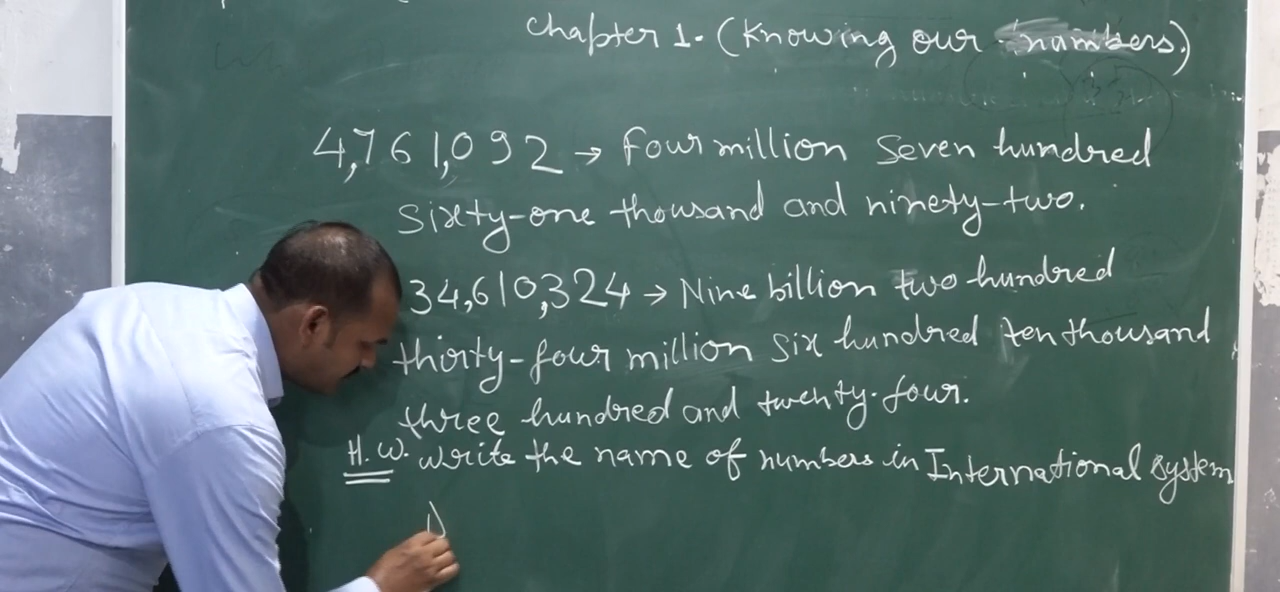 Chapter 1. (Knowing our numbers.)
4,761,092 → four million seven hundred
sixty-one thousand and ninety-two.
34,610,324 → Nine billion two hundred
thirty-four million six hundred ten thousand
three hundred and twenty-four.
H.W. Write the name of numbers in International system